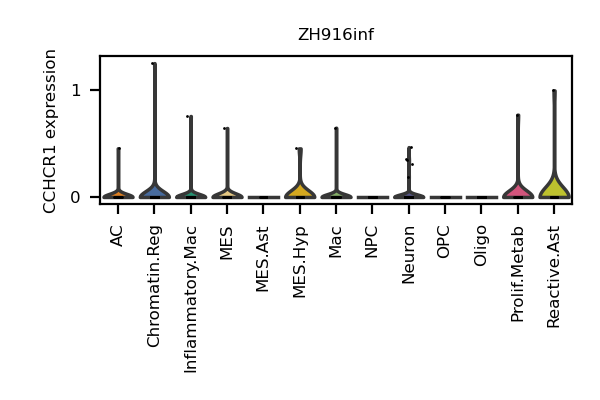 ZH916inf
CCHCR1 expression
1
0
AC
Chromatin.Reg
Inflammatory.Mac
MES
MES.Ast
MES.Hyp
Mac
NPC
Neuron
OPC
Oligo
Prolif.Metab
Reactive.Ast